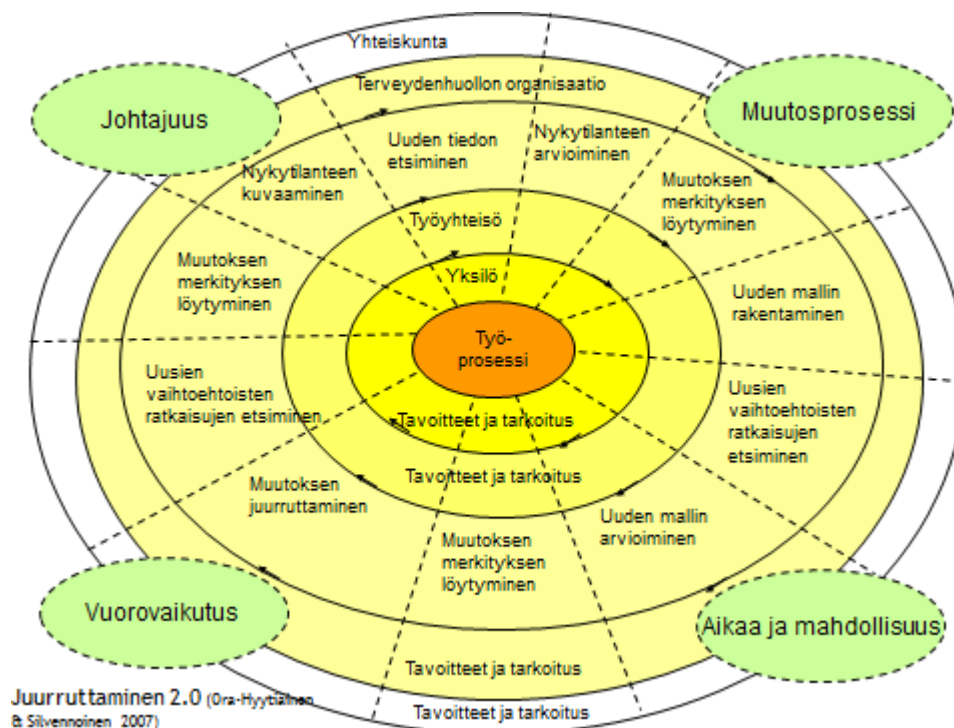 Yhteiskunta
Terveydenhuollon organisaatio
Johtajuus
Muutosprosessi
Uuden tiedon
etsiminen
Nykytilanteen
arvioiminen
Nykytilanteen
kuvaaminen
Muutoksen
merkityksen
löytyminen
Työyhteisö
Muutoksen
merkityksen
löytyminen
Yksilö
Uuden mallin
rakentaminen
Työ-
prosessi
Uusien
vaihtoehtoisten
ratkaisujen etsiminen
Uusien
vaihtoehtoisten
ratkaisujen
etsiminen
Tavoitteet ja tarkoitus
Tavoitteet ja tarkoitus
Muutoksen
juurruttaminen
Uuden mallin
arvioiminen
Muutoksen
merkityksen
löytyminen
Vuorovaikutus
Aikaa ja mahdollisuus
Tavoitteet ja tarkoitus
Tavoitteet ja tarkoitus
Juurruttaminen 2.0 (Ora-Hyytiäinen
& Silvennoinen 2007)